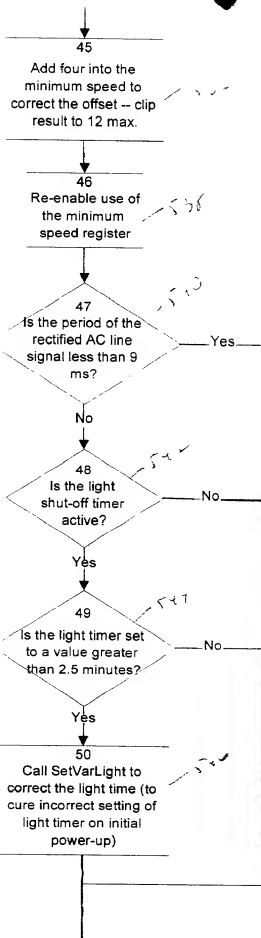 45
Add four into the
minimum speed to
correct the offset -- clip
result to 12 max.
46
Re-enable use of
the minimum
speed register
538
47
Is the period of the
rectified AC line
signal less than 9
ms?
Yes
No
48
Is the light
shut-off timer
active?
No
Yes
49
Is the light timer set
to a value greater
than 2.5 minutes?
No
Yes
50
Call SetVarLight to
correct the light time (to
cure incorrect setting of
light timer on initial
power-up)